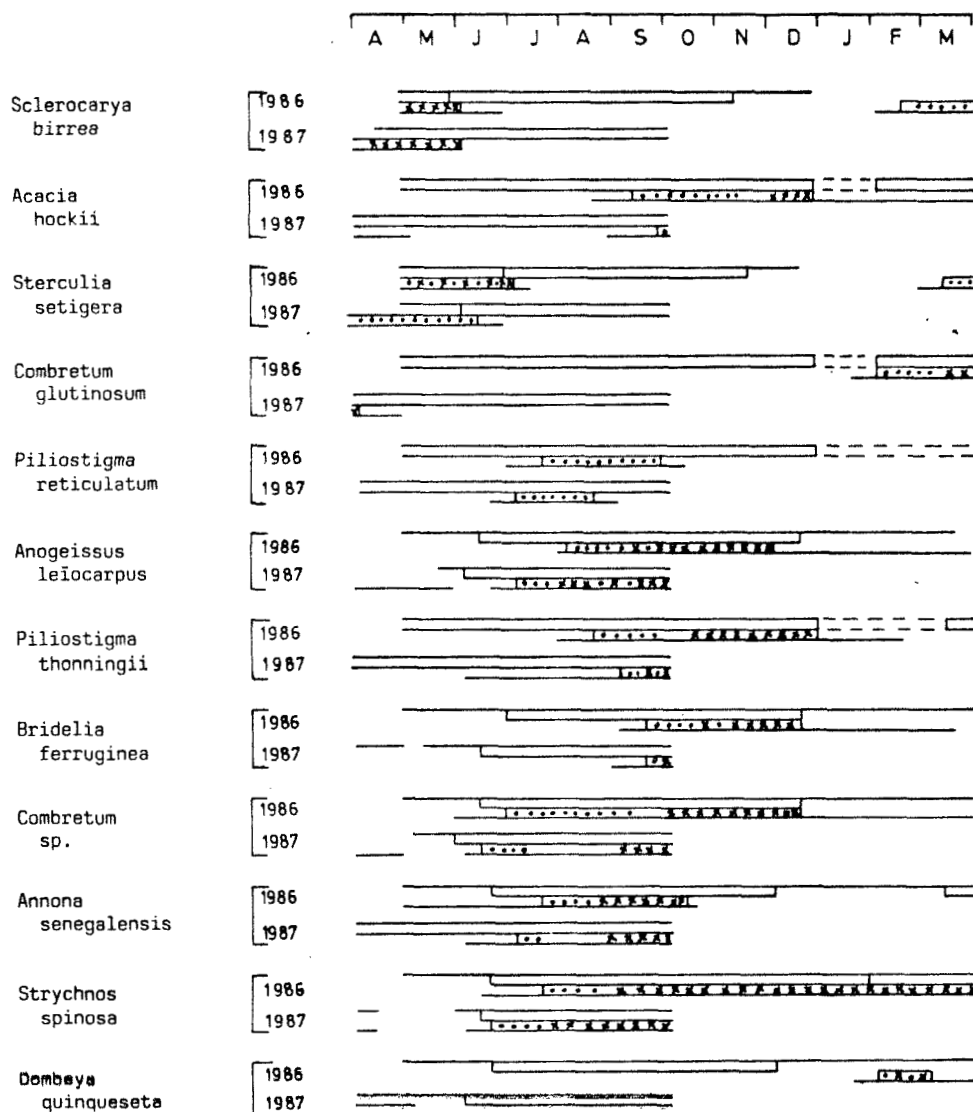 A M J J A S O N D J F M
Sclerocarya
birrea
1986
1987
Acacia
hockii
1986
1987
Sterculia
setigera
1986
1987
Combretum
glutinosum
1986
1987
Piliostigma
reticulatum
1986
1987
Anogeissus
leïocarpus
1986
1987
Piliostigma
thonningii
1986
1987
Bridelia
ferruginea
1986
1987
Combretum
sp.
1986
1987
Annona
senegalensis
1986
1987
Strychnos
spinosa
1986
1987
Dombeya
quinqueseta
1986
1987